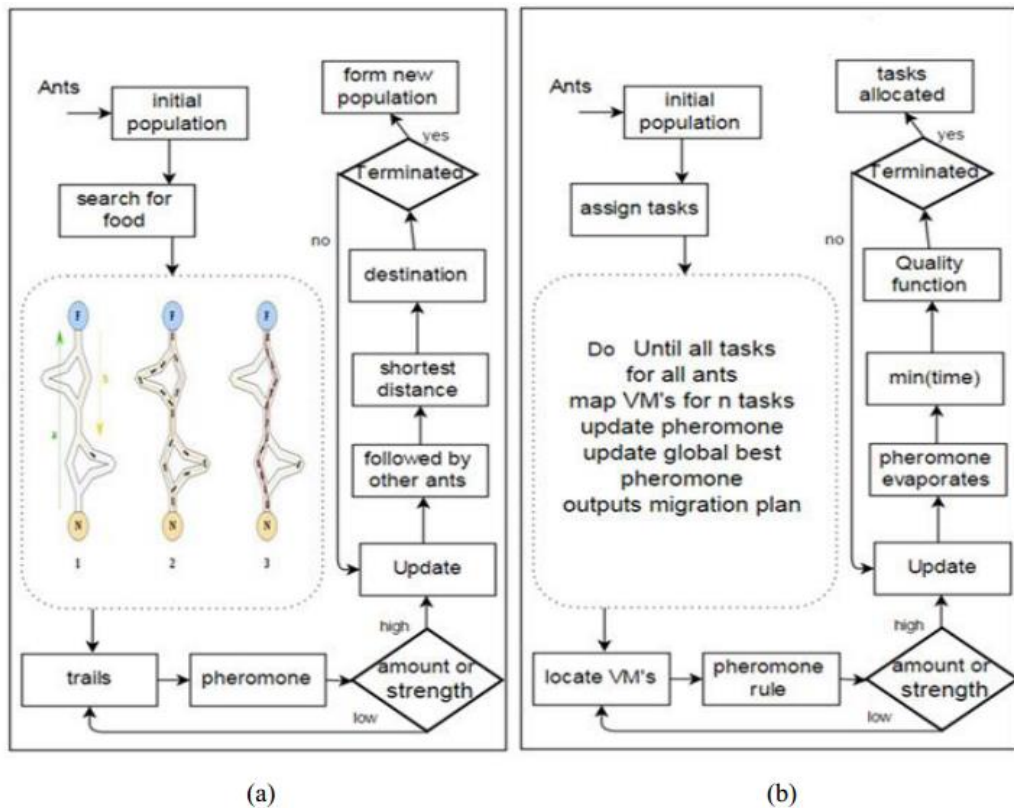 Ants
initial
population
search for
food
F
F
F
a
b
N
N
N
1
2
3
trails
pheromone
amount or
strength
low
high
Update
followed by
other ants
shortest
distance
destination
no
Terminated
yes
form new
population
(a)
Ants
initial
population
assign tasks
Do Until all tasks
for all ants
map VM's for n tasks
update pheromone
update global best
pheromone
outputs migration plan
locate VM's
pheromone
rule
amount or
strength
low
high
Update
pheromone
evaporates
min(time)
Quality
function
no
Terminated
yes
tasks
allocated
(b)